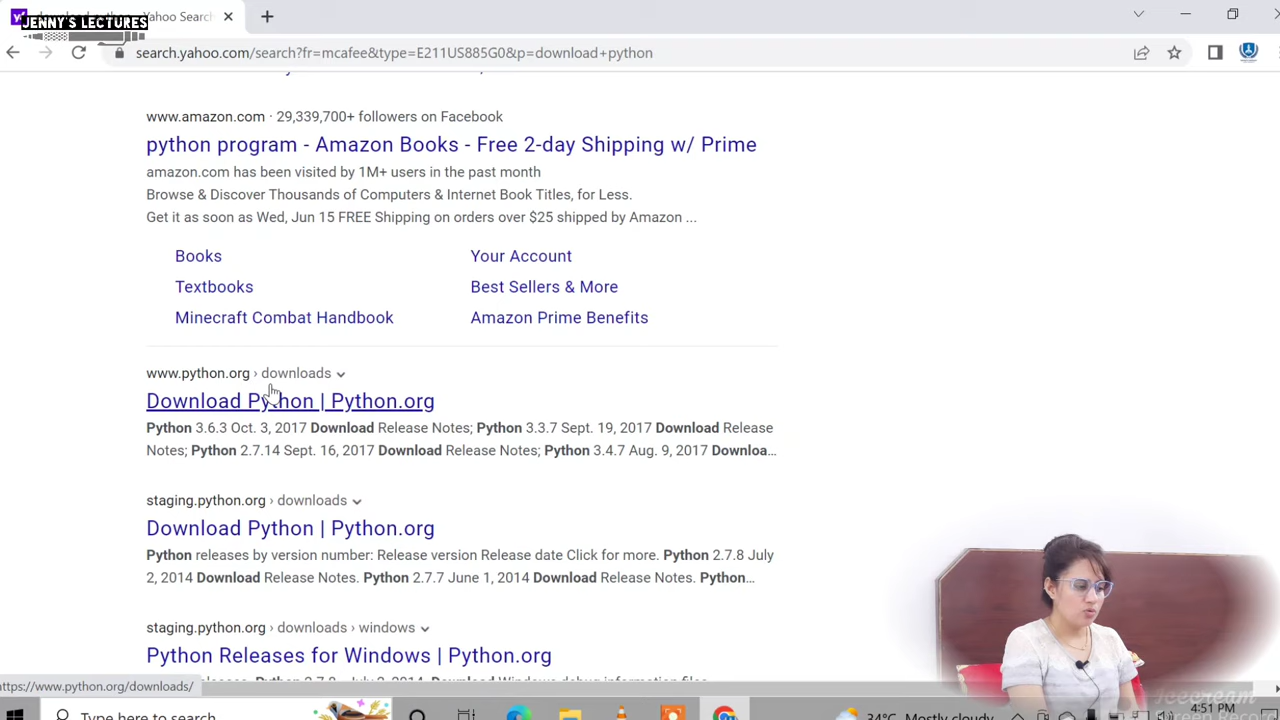 JENNY'S LECTURES
Yahoo Search
search.yahoo.com/search?fr=mcafee&type=E211US885G0&p=download+python
www.amazon.com · 29,339,700+ followers on Facebook
python program - Amazon Books - Free 2-day Shipping w/ Prime
amazon.com has been visited by 1M+ users in the past month
Browse & Discover Thousands of Computers & Internet Book Titles, for Less.
Get it as soon as Wed, Jun 15 FREE Shipping on orders over $25 shipped by Amazon ...
Books Your Account
Textbooks Best Sellers & More
Minecraft Combat Handbook Amazon Prime Benefits
www.python.org › downloads
Download Python | Python.org
Python 3.6.3 Oct. 3, 2017 Download Release Notes; Python 3.3.7 Sept. 19, 2017 Download Release
Notes; Python 2.7.14 Sept. 16, 2017 Download Release Notes; Python 3.4.7 Aug. 9, 2017 Downloa...
staging.python.org › downloads
Download Python | Python.org
Python releases by version number: Release version Release date Click for more. Python 2.7.8 July
2, 2014 Download Release Notes. Python 2.7.7 June 1, 2014 Download Release Notes. Python...
staging.python.org › downloads › windows
Python Releases for Windows | Python.org
https://www.python.org/downloads/
Type here to search 34°C Mostly cloudy 4:51 PM
Icecream
Screen Recorder